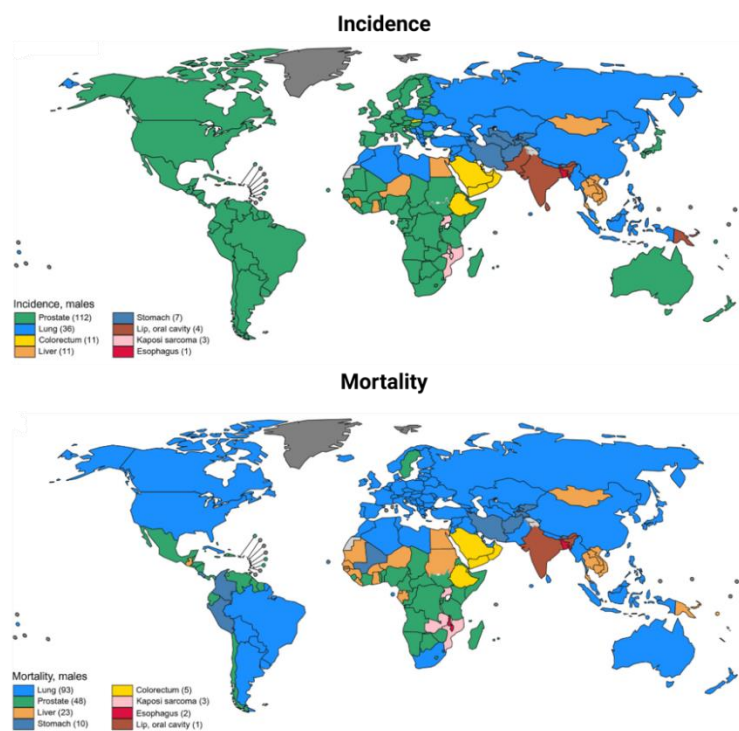 Incidence
Incidence, males
Prostate (112)
Lung (36)
Colorectum (11)
Liver (11)
Stomach (7)
Lip, oral cavity (4)
Kaposi sarcoma (3)
Esophagus (1)
Mortality
Mortality, males
Lung (93)
Prostate (48)
Liver (23)
Stomach (10)
Colorectum (5)
Kaposi sarcoma (3)
Esophagus (2)
Lip, oral cavity (1)